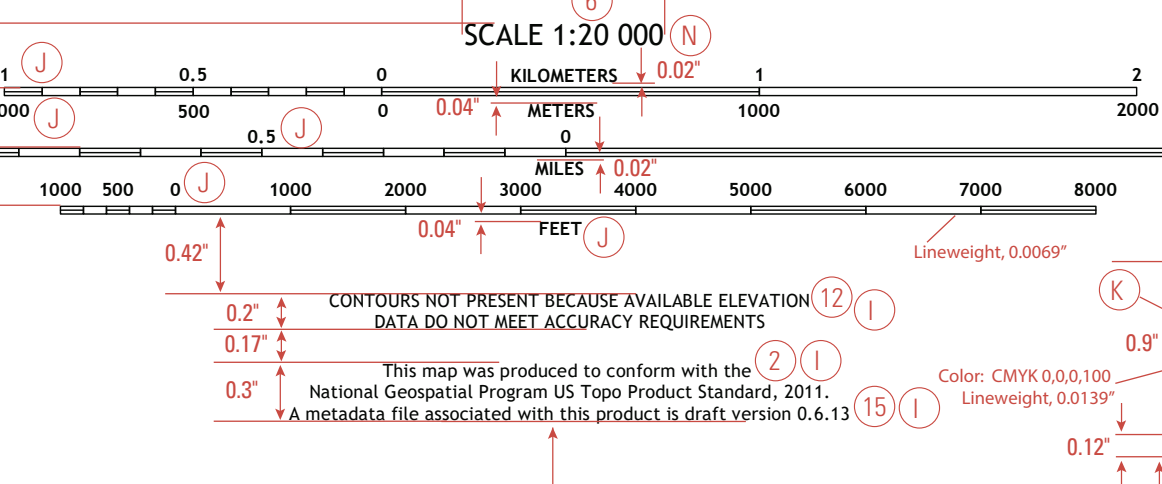 6
SCALE 1:20 000 N
J
1 0.5 0 KILOMETERS 0.02" 1 2
000 J 500 0 0.04" METERS 1000 2000
0.5 J 0
MILES 0.02"
1000 500 0 J 1000 2000 3000 4000 5000 6000 7000 8000
0.04" FEET J
0.42" Lineweight, 0.0069"
K
CONTOURS NOT PRESENT BECAUSE AVAILABLE ELEVATION 12 I
0.2" DATA DO NOT MEET ACCURACY REQUIREMENTS
0.17" 0.9"
This map was produced to conform with the 2 I
0.3" National Geospatial Program US Topo Product Standard, 2011.
Color: CMYK 0,0,0,100
Lineweight, 0.0139"
A metadata file associated with this product is draft version 0.6.13 15 I
0.12"